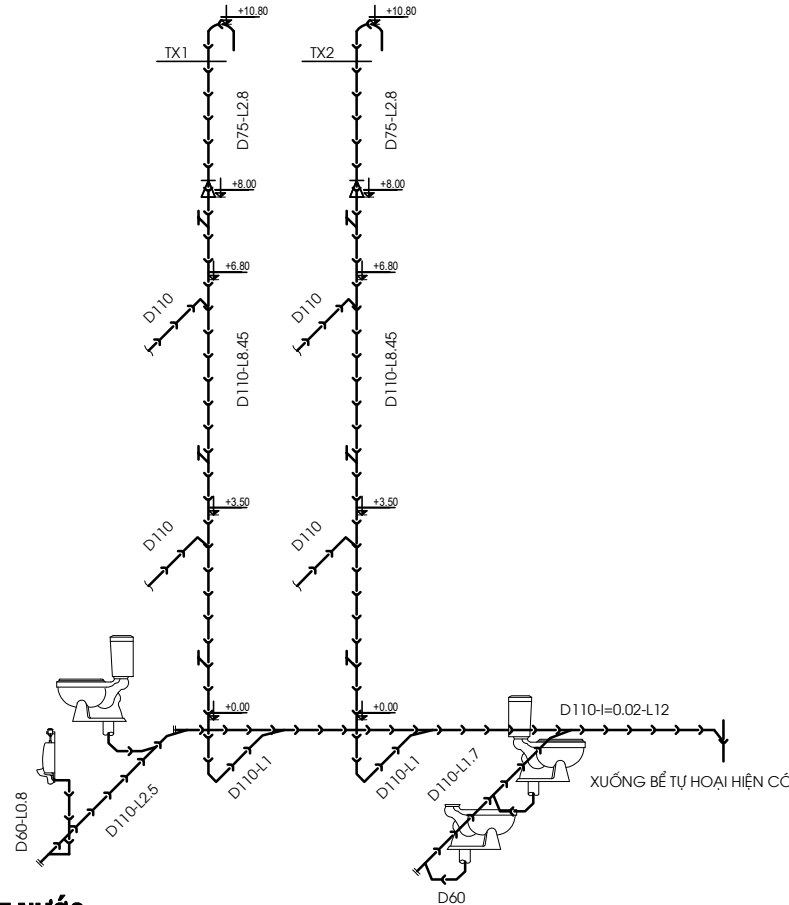 +10.80
+10.80
TX1
TX2
D75-L2.8
D75-L2.8
+8.00
+8.00
+6.80
+6.80
D110
D110
D110-L8.45
D110-L8.45
+3.50
+3.50
D110
D110
+0.00
+0.00
D110-I=0.02-L12
D110-L1
D110-L1
D110-L1.7
XUỐNG BỂ TỰ HOẠI HIỆN CÓ
D60-L0.8
D110-L2.5
D60